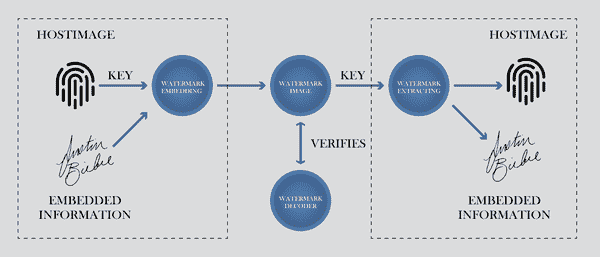 HOSTIMAGE
KEY
WATERMARK
EMBEDDING
EMBEDDED
INFORMATION
WATERMARK
IMAGE
VERIFIES
WATERMARK
DECODER
KEY
WATERMARK
EXTRACTING
HOSTIMAGE
EMBEDDED
INFORMATION